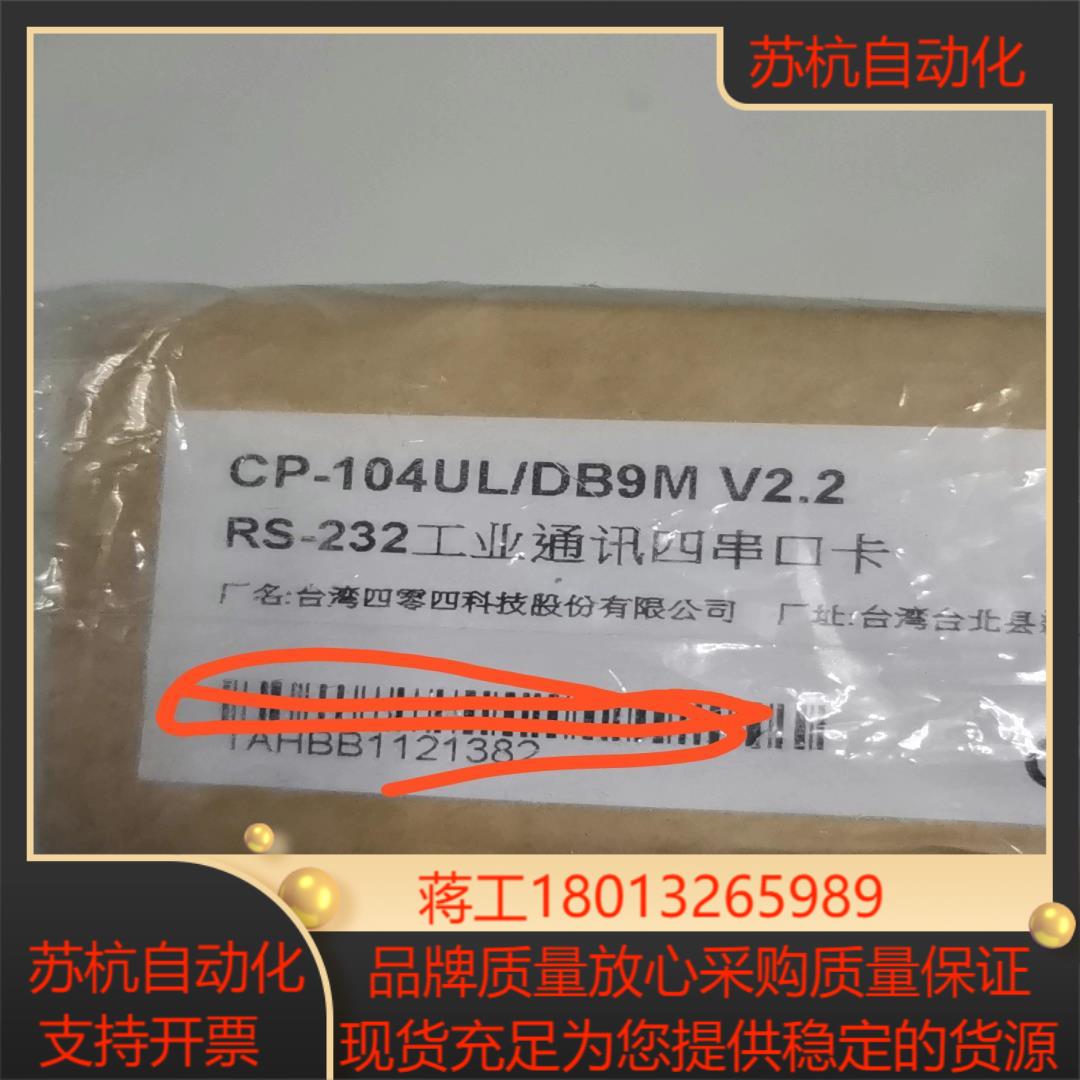 苏杭自动化
CP-104UL/DB9M V2.2
RS-232工业通讯四串口卡
厂名:台湾四零四科技股份有限公司 厂址:台湾台北县
TAHBB1121382
蒋工18013265989
苏杭自动化
支持开票
品牌质量放心采购质量保证
现货充足为您提供稳定的货源